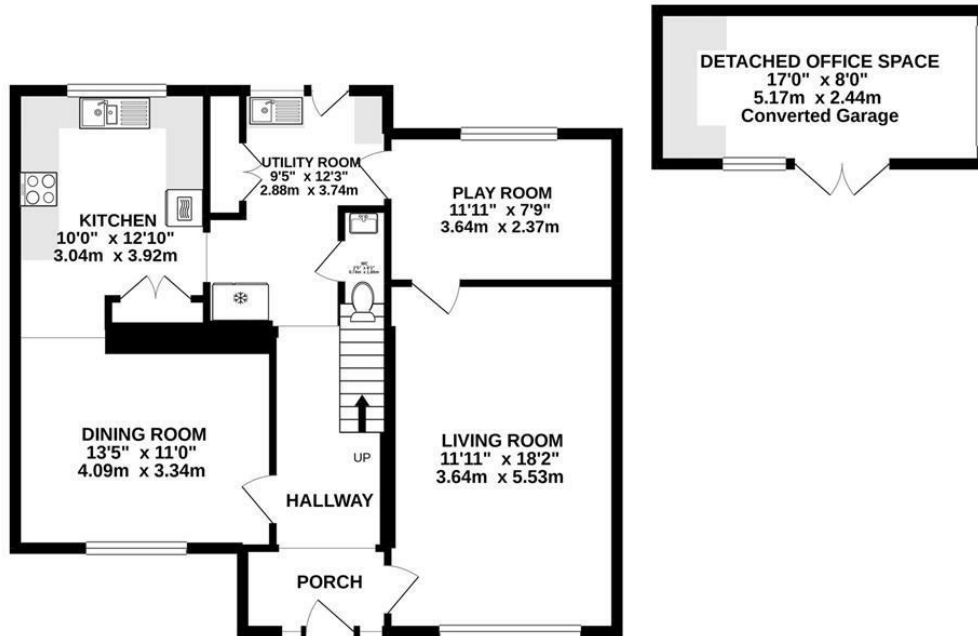 DETACHED OFFICE SPACE
17'0" x 8'0"
5.17m x 2.44m
Converted Garage
UTILITY ROOM
9'5" x 12'3"
2.88m x 3.74m
PLAY ROOM
11'11" x 7'9"
3.64m x 2.37m
KITCHEN
10'0" x 12'10"
3.04m x 3.92m
WC
DINING ROOM
13'5" x 11'0"
4.09m x 3.34m
LIVING ROOM
11'11" x 18'2"
3.64m x 5.53m
UP
HALLWAY
PORCH